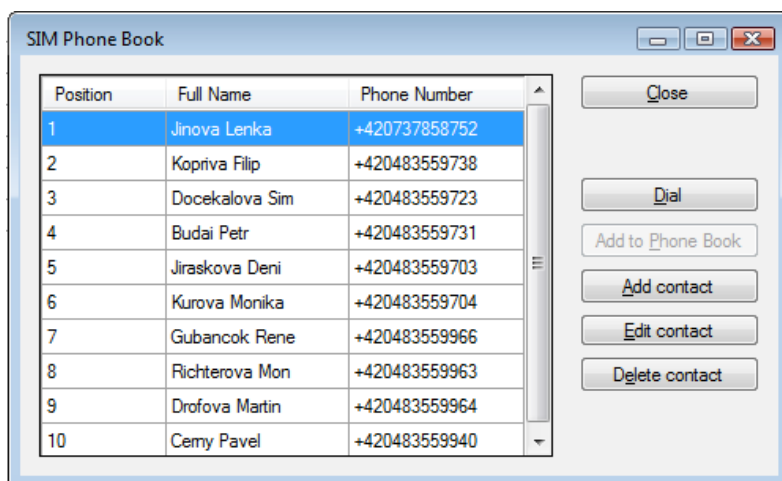 SIM Phone Book
Position Full Name Phone Number
1 Jinova Lenka +420737858752
2 Kopriva Filip +420483559738
3 Docekalova Sim +420483559723
4 Budai Petr +420483559731
5 Jiraskova Deni +420483559703
6 Kurova Monika +420483559704
7 Gubancok Rene +420483559966
8 Richterova Mon +420483559963
9 Drofova Martin +420483559964
10 Cerny Pavel +420483559940
Close
Dial
Add to Phone Book
Add contact
Edit contact
Delete contact